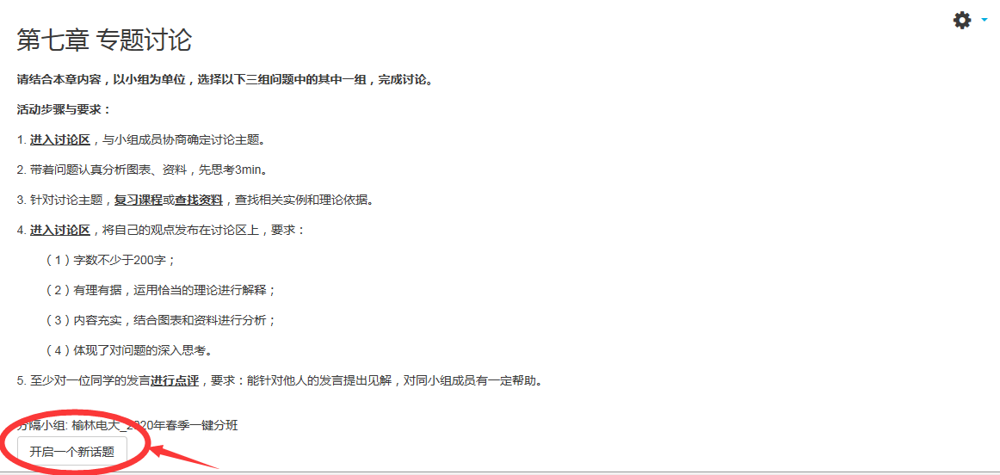 第七章 专题讨论
请结合本章内容，以小组为单位，选择以下三组问题中的其中一组，完成讨论。
活动步骤与要求：
1. 进入讨论区，与小组成员协商确定讨论主题。
2. 带着问题认真分析图表、资料，先思考3min。
3. 针对讨论主题，复习课程或查找资料，查找相关实例和理论依据。
4. 进入讨论区，将自己的观点发布在讨论区上，要求：
（1）字数不少于200字；
（2）有理有据，运用恰当的理论进行解释；
（3）内容充实，结合图表和资料进行分析；
（4）体现了对问题的深入思考。
5. 至少对一位同学的发言进行点评，要求：能针对他人的发言提出见解，对同小组成员有一定帮助。
分隔小组: 榆林电大_2020年春季一键分班
开启一个新话题